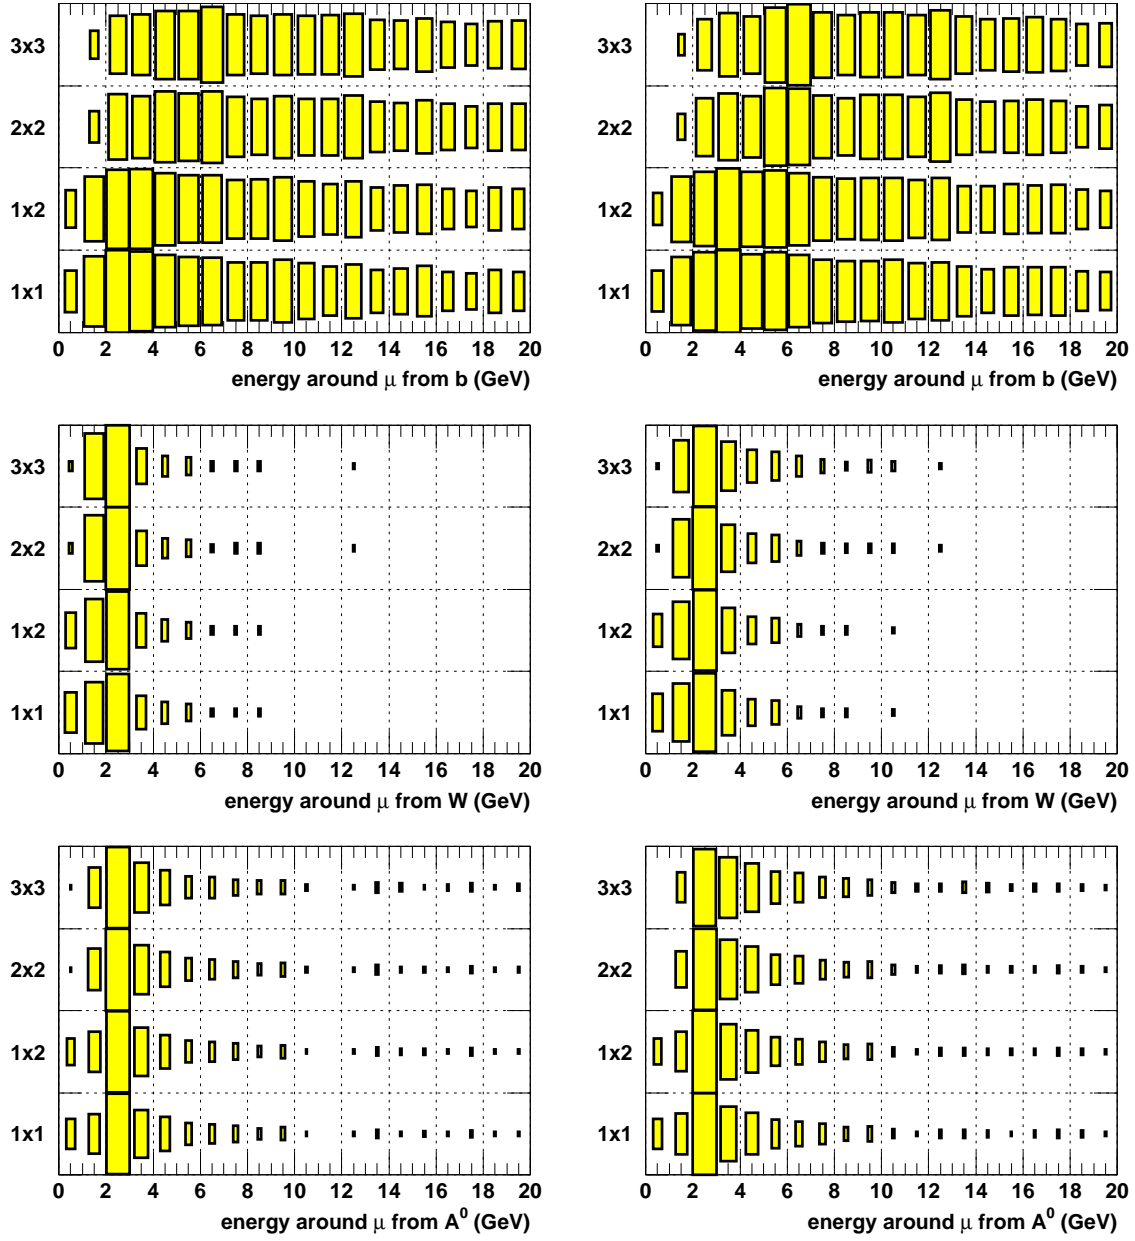 3x3
2x2
1x2
1x1
0 2 4 6 8 10 12 14 16 18 20
energy around μ from b (GeV)
3x3
2x2
1x2
1x1
0 2 4 6 8 10 12 14 16 18 20
energy around μ from b (GeV)
3x3
2x2
1x2
1x1
0 2 4 6 8 10 12 14 16 18 20
energy around μ from W (GeV)
3x3
2x2
1x2
1x1
0 2 4 6 8 10 12 14 16 18 20
energy around μ from W (GeV)
3x3
2x2
1x2
1x1
0 2 4 6 8 10 12 14 16 18 20
energy around μ from A⁰ (GeV)
3x3
2x2
1x2
1x1
0 2 4 6 8 10 12 14 16 18 20
energy around μ from A⁰ (GeV)